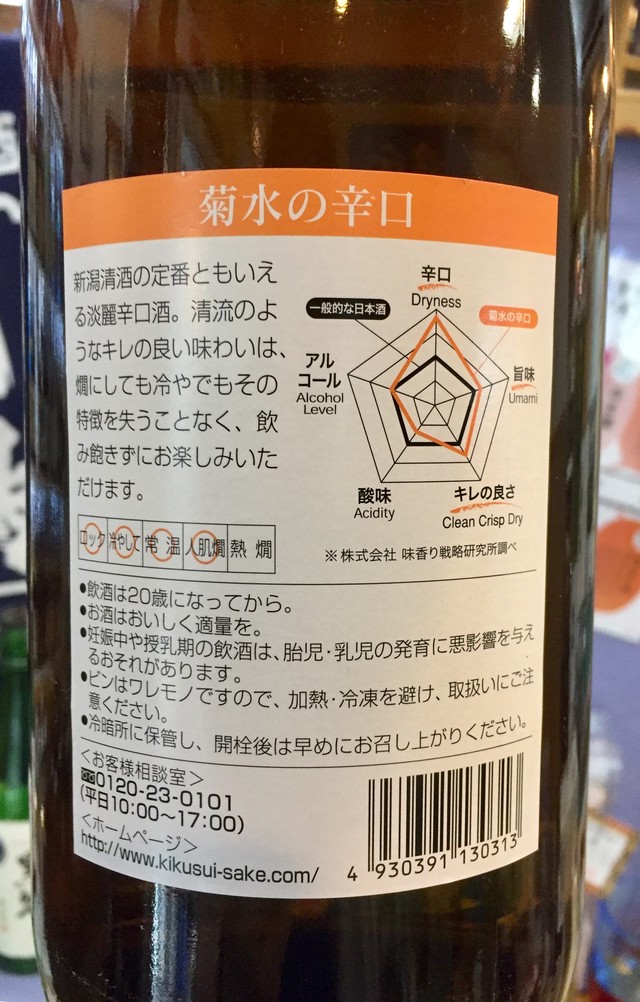 菊水の辛口
新潟清酒の定番ともいえ
る淡麗辛口酒。清流のよ
うなキレの良い味わいは、
燗にしても冷やでもその
特徴を失うことなく、飲
み飽きずにお楽しみいた
だけます。
辛口
Dryness
一般的な日本酒
菊水の辛口
アル
コール
Alcohol
Level
旨味
Umami
酸味
Acidity
キレの良さ
Clean Crisp Dry
※株式会社 味香り戦略研究所調べ
ロック 冷やして 常温 人肌燗 熱燗
●飲酒は20歳になってから。
●お酒はおいしく適量を。
●妊娠中や授乳期の飲酒は、胎児・乳児の発育に悪影響を与え
るおそれがあります。
●ビンはワレモノですので、加熱・冷凍を避け、取扱いにご注
意ください。
●冷暗所に保管し、開栓後は早めにお召し上がりください。
＜お客様相談室＞
0120-23-0101
(平日10:00〜17:00)
＜ホームページ＞
http://www.kikusui-sake.com/
4 930391 130313